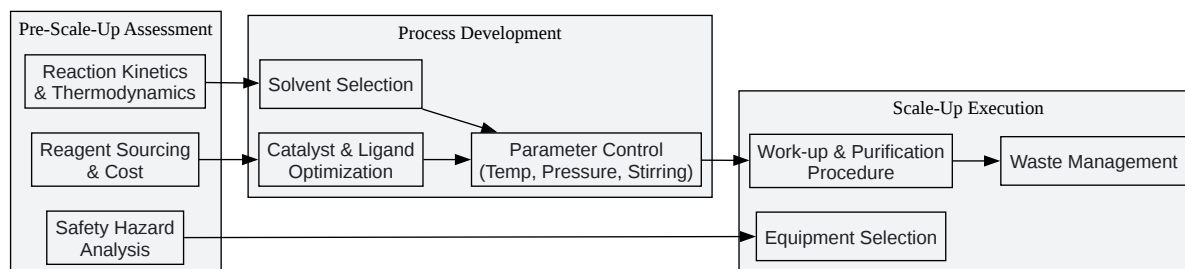 Pre-Scale-Up Assessment
Reaction Kinetics
& Thermodynamics
Reagent Sourcing
& Cost
Safety Hazard
Analysis
Process Development
Solvent Selection
Catalyst & Ligand
Optimization
Parameter Control
(Temp, Pressure, Stirring)
Scale-Up Execution
Work-up & Purification
Procedure
Waste Management
Equipment Selection